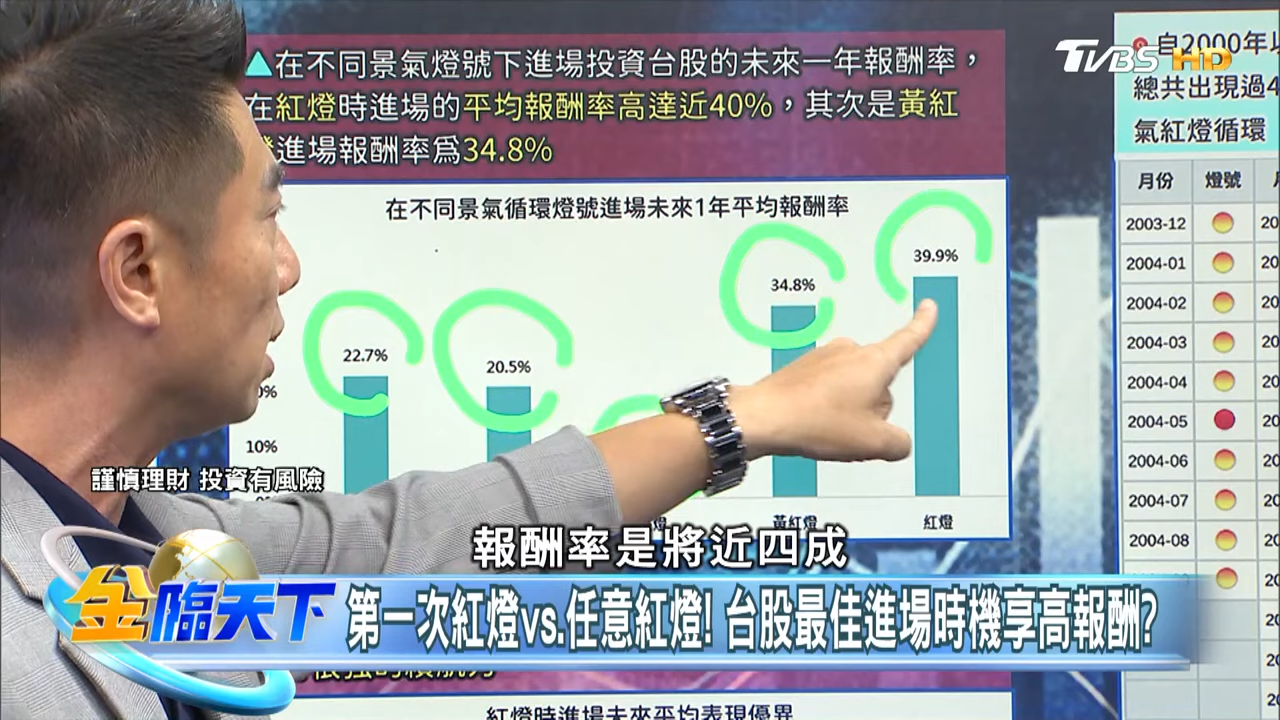 ▲在不同景氣燈號下進場投資台股的未來一年報酬率，
在紅燈時進場的平均報酬率高達近40%，其次是黃紅
進場報酬率為34.8%
在不同景氣循環燈號進場未來1年平均報酬率
22.7%
20.5%
34.8%
39.9%
10%
黃紅燈
紅燈
TVBS HD
自2000年以
總共出現過4
氣紅燈循環
月份 燈號
2003-12
2004-01
2004-02
2004-03
2004-04
2004-05
2004-06
2004-07
2004-08
謹慎理財 投資有風險
報酬率是將近四成
金臨天下
第一次紅燈vs.任意紅燈! 台股最佳進場時機享高報酬?
紅燈時進場未來平均表現優異